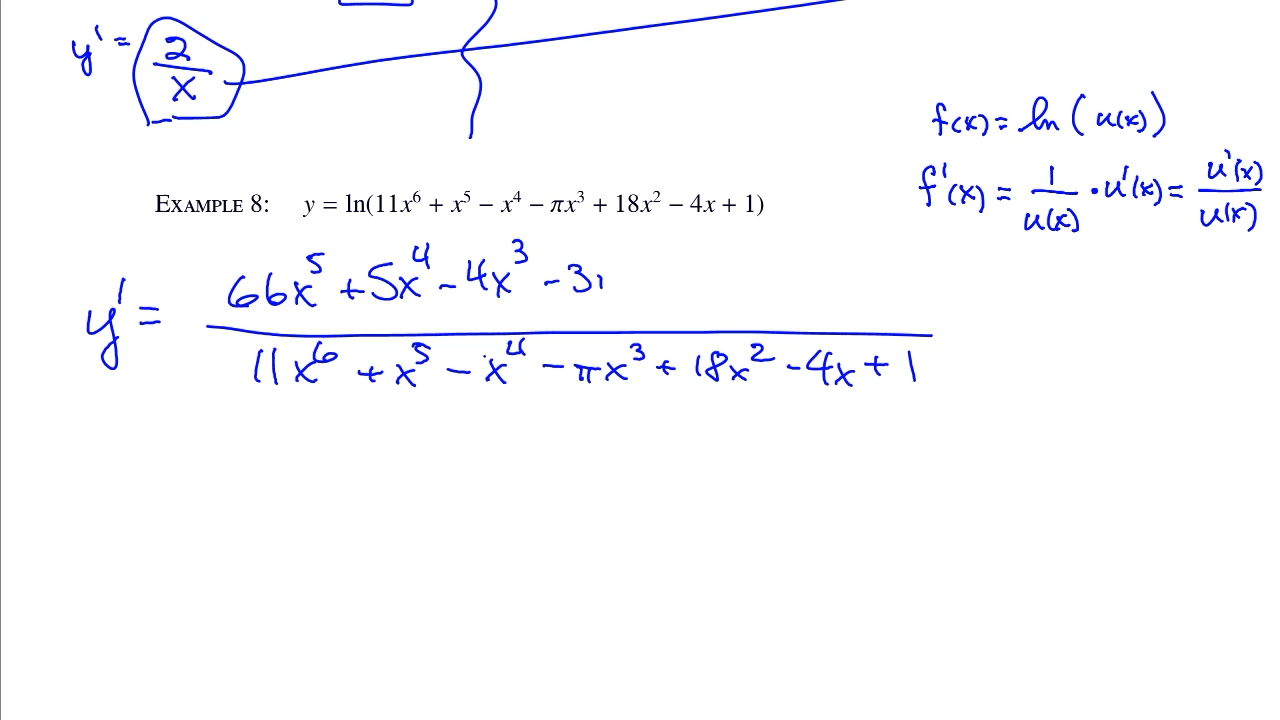 y' = 2/x
f(x) = ln(u(x))
f'(x) = 1/u(x) · u'(x) = u'(x)/u(x)
EXAMPLE 8: y = ln(11x⁶ + x⁵ − x⁴ − πx³ + 18x² − 4x + 1)
66x⁵ + 5x⁴ - 4x³ - 3
y' =
11x⁶ + x⁵ - x⁴ - πx³ + 18x² - 4x + 1